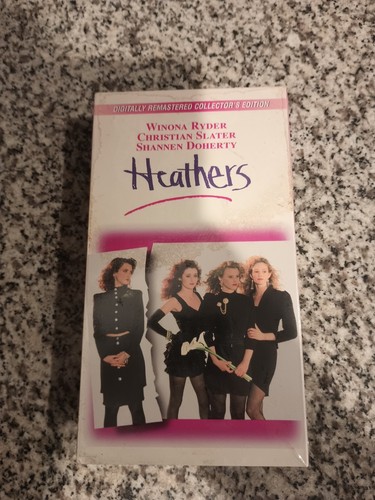 DIGITALLY REMASTERED COLLECTOR'S EDITION
WINONA RYDER
CHRISTIAN SLATER
SHANNEN DOHERTY
Heathers